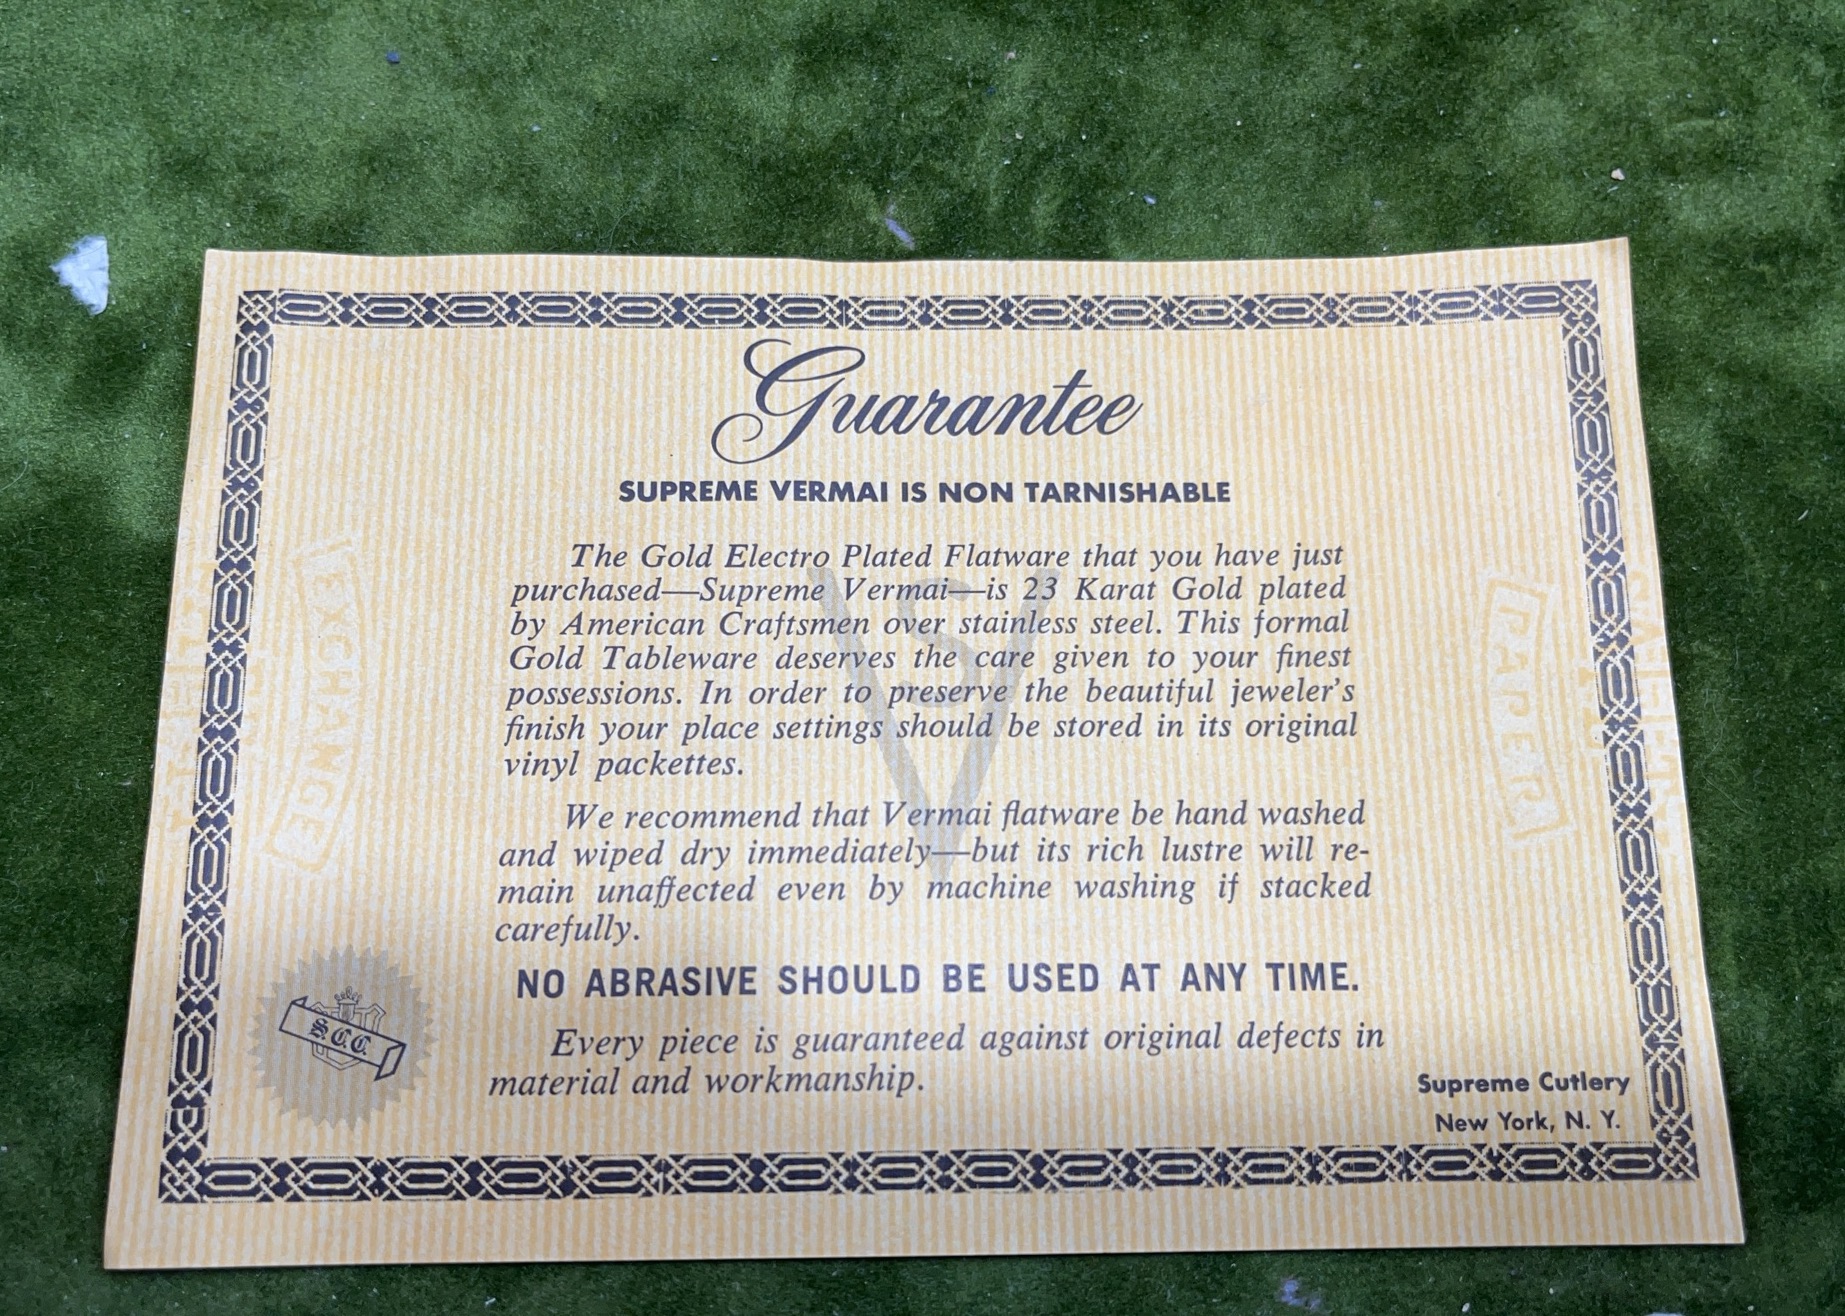 Guarantee
SUPREME VERMAI IS NON TARNISHABLE
The Gold Electro Plated Flatware that you have just
purchased—Supreme Vermai—is 23 Karat Gold plated
by American Craftsmen over stainless steel. This formal
Gold Tableware deserves the care given to your finest
possessions. In order to preserve the beautiful jeweler's
finish your place settings should be stored in its original
vinyl packettes.
We recommend that Vermai flatware be hand washed
and wiped dry immediately—but its rich lustre will re-
main unaffected even by machine washing if stacked
carefully.
NO ABRASIVE SHOULD BE USED AT ANY TIME.
Every piece is guaranteed against original defects in
material and workmanship.
S.C.C.
Supreme Cutlery
New York, N. Y.
EXCHANGE
SV